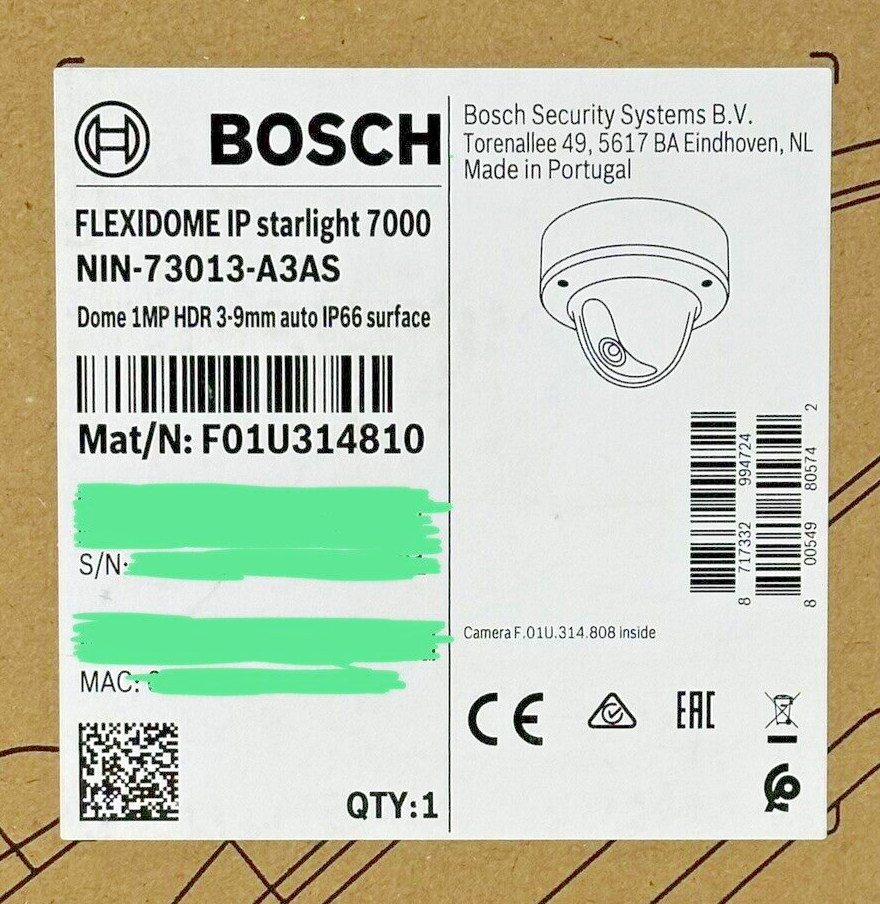 BOSCH
FLEXIDOME IP starlight 7000
NIN-73013-A3AS
Dome 1MP HDR 3-9mm auto IP66 surface
Mat/N: F01U314810
S/N:
MAC:
QTY:1
Bosch Security Systems B.V.
Torenallee 49, 5617 BA Eindhoven, NL
Made in Portugal
8 717332 994724
8 00549 80574 2
Camera F.01U.314.808 inside
CE
EAC